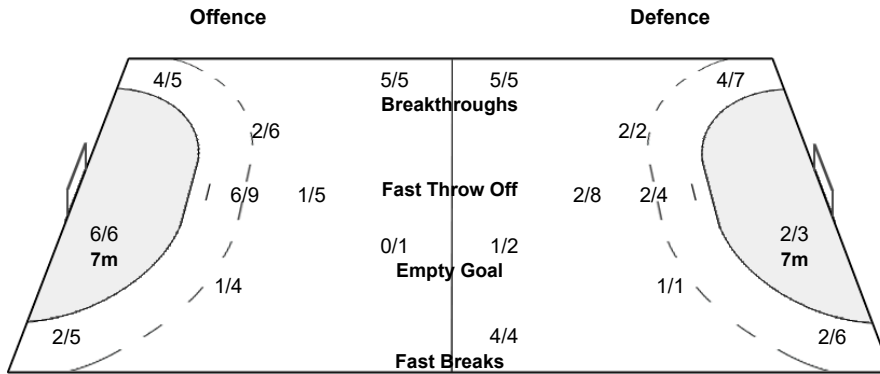 Offence Defence
4/5 5/5 5/5 4/7
Breakthroughs
2/6 2/2
6/9 1/5 Fast Throw Off 2/8 2/4
6/6 0/1 1/2 2/3
7m Empty Goal 7m
1/4 1/1
2/5 4/4 2/6
Fast Breaks